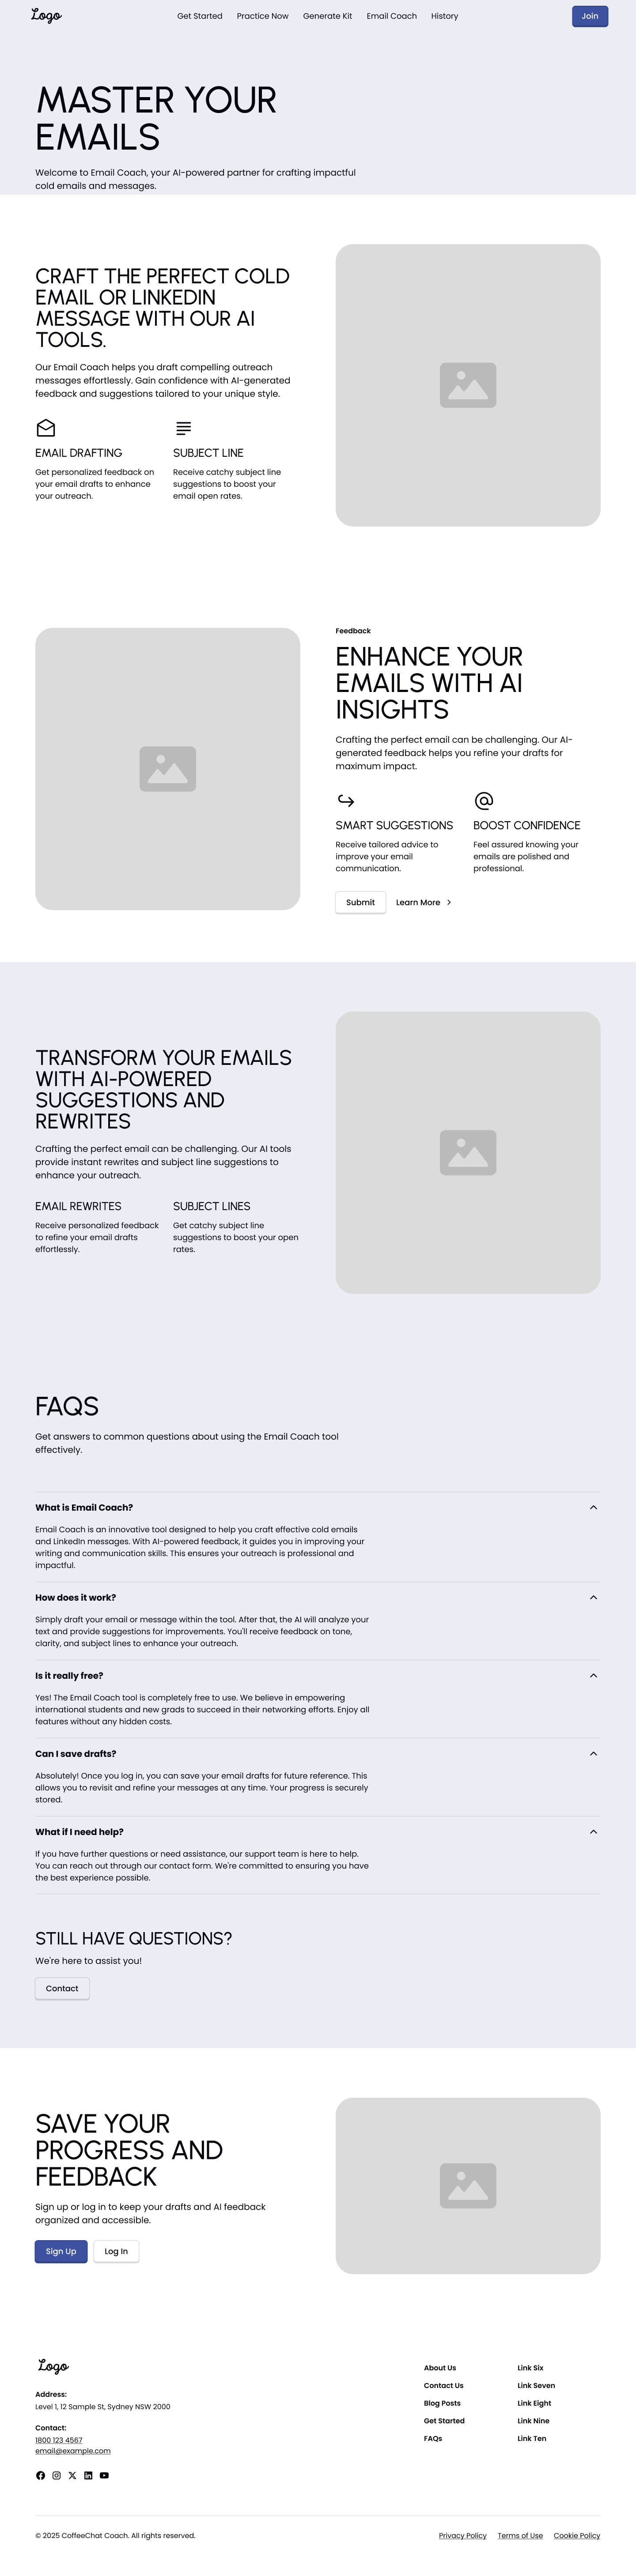 Logo
Get Started Practice Now Generate Kit Email Coach History
Join
MASTER YOUR
EMAILS
Welcome to Email Coach, your AI-powered partner for crafting impactful
cold emails and messages.
CRAFT THE PERFECT COLD
EMAIL OR LINKEDIN
MESSAGE WITH OUR AI
TOOLS.
Our Email Coach helps you draft compelling outreach
messages effortlessly. Gain confidence with AI-generated
feedback and suggestions tailored to your unique style.
EMAIL DRAFTING
Get personalized feedback on
your email drafts to enhance
your outreach.
SUBJECT LINE
Receive catchy subject line
suggestions to boost your
email open rates.
Feedback
ENHANCE YOUR
EMAILS WITH AI
INSIGHTS
Crafting the perfect email can be challenging. Our AI-
generated feedback helps you refine your drafts for
maximum impact.
SMART SUGGESTIONS
Receive tailored advice to
improve your email
communication.
BOOST CONFIDENCE
Feel assured knowing your
emails are polished and
professional.
Submit
Learn More
TRANSFORM YOUR EMAILS
WITH AI-POWERED
SUGGESTIONS AND
REWRITES
Crafting the perfect email can be challenging. Our AI tools
provide instant rewrites and subject line suggestions to
enhance your outreach.
EMAIL REWRITES
Receive personalized feedback
to refine your email drafts
effortlessly.
SUBJECT LINES
Get catchy subject line
suggestions to boost your open
rates.
FAQS
Get answers to common questions about using the Email Coach tool
effectively.
What is Email Coach?
Email Coach is an innovative tool designed to help you craft effective cold emails
and LinkedIn messages. With AI-powered feedback, it guides you in improving your
writing and communication skills. This ensures your outreach is professional and
impactful.
How does it work?
Simply draft your email or message within the tool. After that, the AI will analyze your
text and provide suggestions for improvements. You'll receive feedback on tone,
clarity, and subject lines to enhance your outreach.
Is it really free?
Yes! The Email Coach tool is completely free to use. We believe in empowering
international students and new grads to succeed in their networking efforts. Enjoy all
features without any hidden costs.
Can I save drafts?
Absolutely! Once you log in, you can save your email drafts for future reference. This
allows you to revisit and refine your messages at any time. Your progress is securely
stored.
What if I need help?
If you have further questions or need assistance, our support team is here to help.
You can reach out through our contact form. We're committed to ensuring you have
the best experience possible.
STILL HAVE QUESTIONS?
We're here to assist you!
Contact
SAVE YOUR
PROGRESS AND
FEEDBACK
Sign up or log in to keep your drafts and AI feedback
organized and accessible.
Sign Up
Log In
Logo
Address:
Level 1, 12 Sample St, Sydney NSW 2000
Contact:
1800 123 4567
email@example.com
About Us
Contact Us
Blog Posts
Get Started
FAQs
Link Six
Link Seven
Link Eight
Link Nine
Link Ten
© 2025 CoffeeChat Coach. All rights reserved.
Privacy Policy Terms of Use Cookie Policy